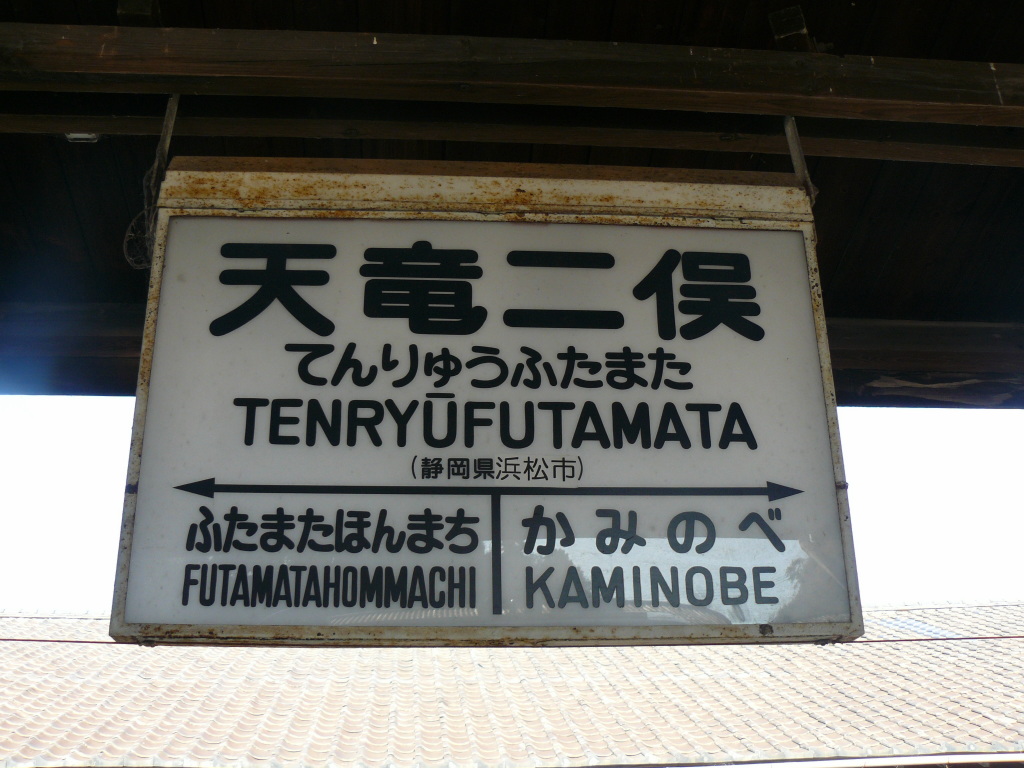 天竜二俣
てんりゅうふたまた
TENRYŪFUTAMATA
(静岡県浜松市)
ふたまたほんまち かみのべ
FUTAMATAHOMMACHI KAMINOBE